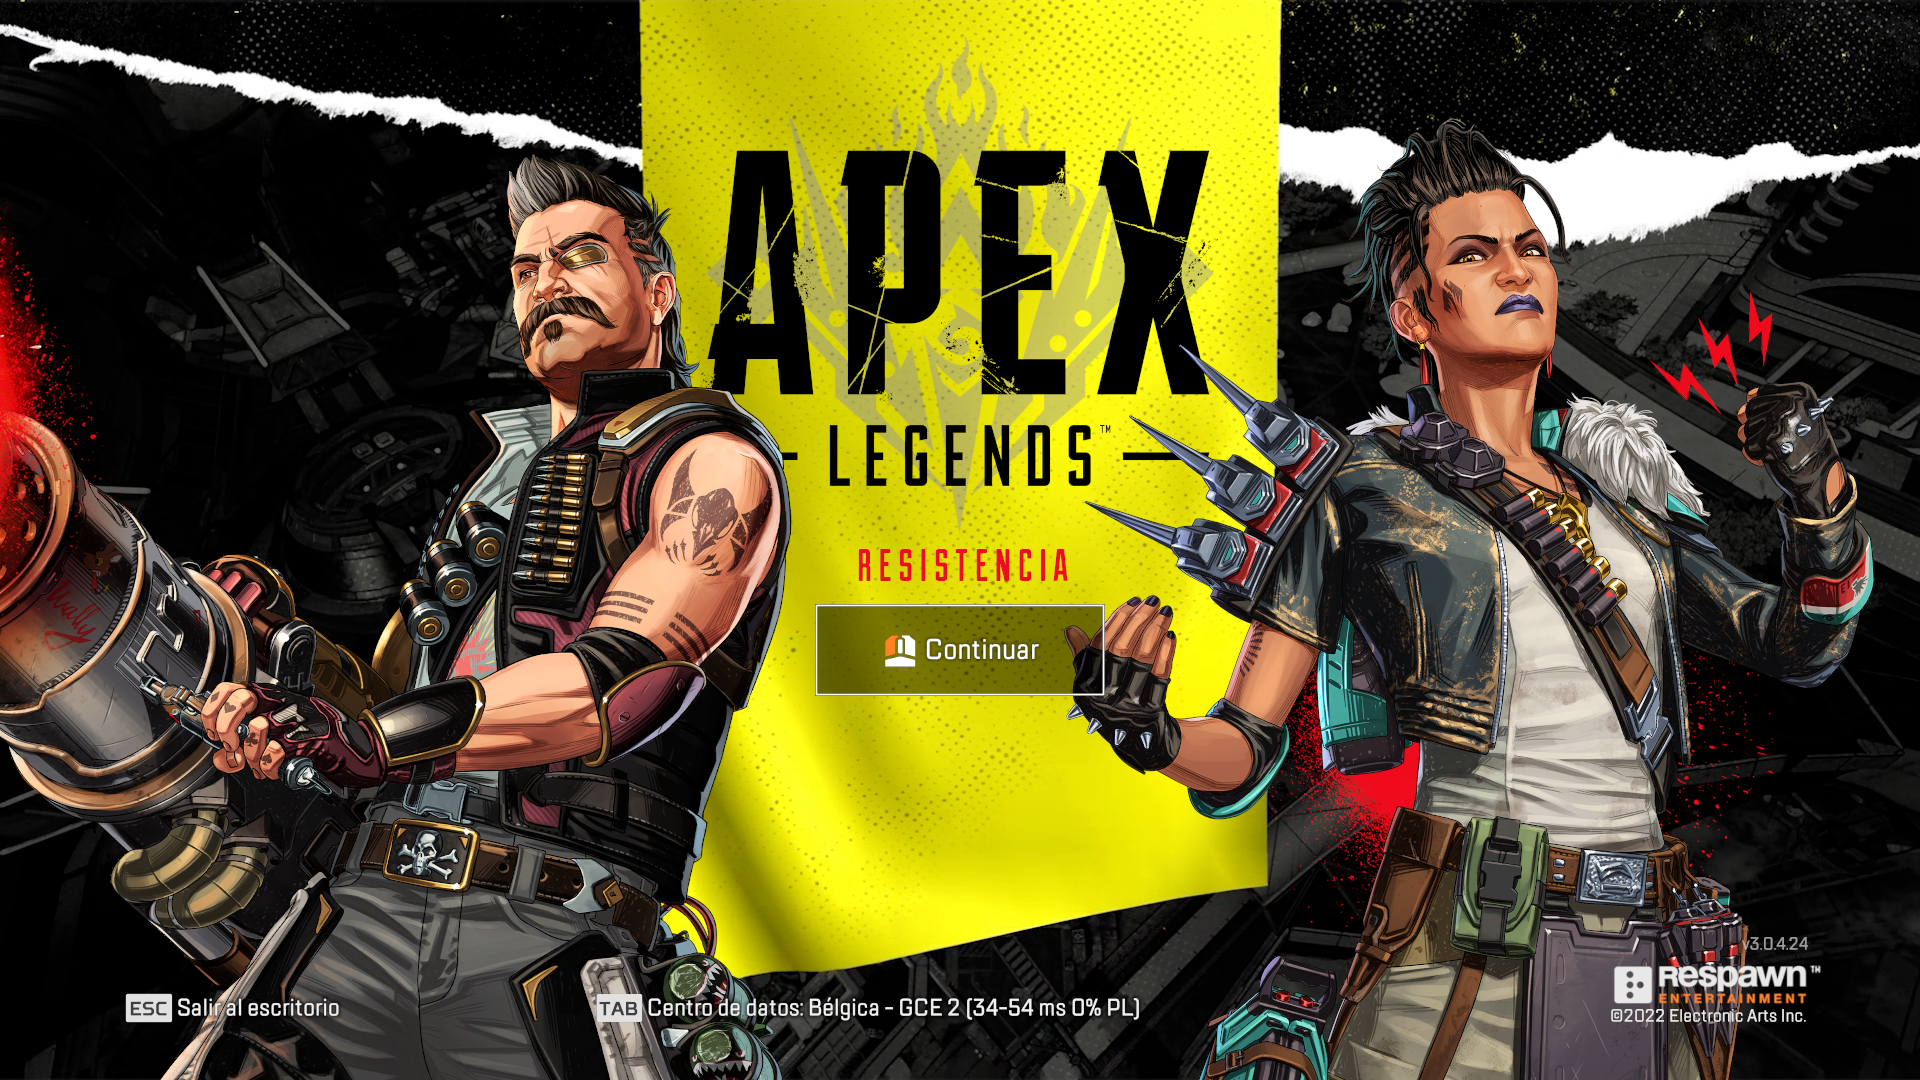 APEX
LEGENDS™
RESISTENCIA
Continuar
Wally
v3.0.4.24
RESPAWN™
ENTERTAINMENT
©2022 Electronic Arts Inc.
ESC Salir al escritorio
TAB Centro de datos: Bélgica - GCE 2 (34-54 ms 0% PL)